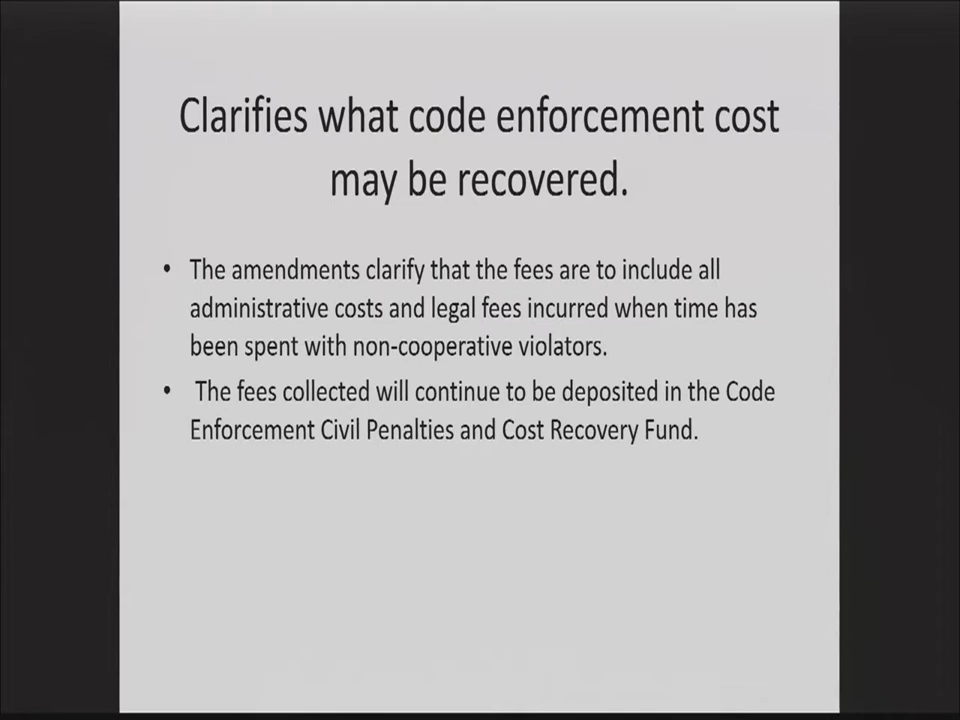 Clarifies what code enforcement cost
may be recovered.
• The amendments clarify that the fees are to include all
administrative costs and legal fees incurred when time has
been spent with non-cooperative violators.
• The fees collected will continue to be deposited in the Code
Enforcement Civil Penalties and Cost Recovery Fund.